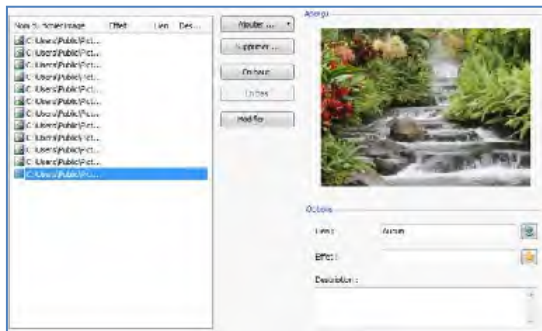 Nom du fichier image Effet Lien Des...
C:\Users\Public\Pict...
C:\Users\Public\Pict...
C:\Users\Public\Pict...
C:\Users\Public\Pict...
C:\Users\Public\Pict...
C:\Users\Public\Pict...
C:\Users\Public\Pict...
C:\Users\Public\Pict...
C:\Users\Public\Pict...
C:\Users\Public\Pict...
C:\Users\Public\Pict...
Ajouter ...
Supprimer ...
En haut
En bas
Modifier
Aperçu
Options
Lien : Aucun
Effet :
Description :